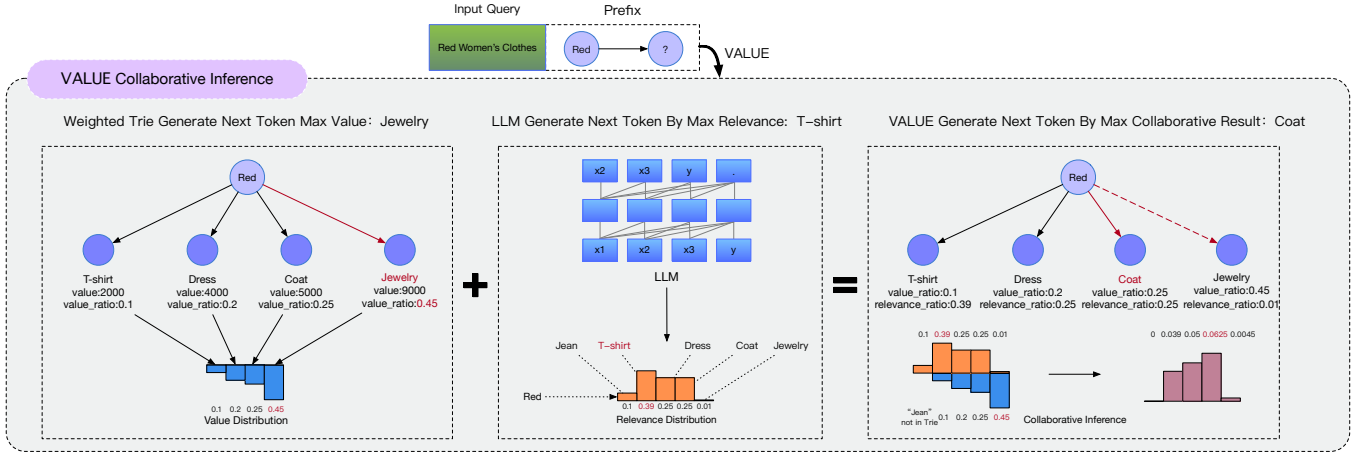 Input Query
Prefix
Red Women's Clothes
Red
?
VALUE
VALUE Collaborative Inference
Weighted Trie Generate Next Token Max Value: Jewelry
Red
T-shirt
value:2000
value_ratio:0.1
Dress
value:4000
value_ratio:0.2
Coat
value:5000
value_ratio:0.25
Jewelry
value:9000
value_ratio:0.45
0.1 0.2 0.25 0.45
Value Distribution
+
LLM Generate Next Token By Max Relevance: T-shirt
x2 x3 y .
x1 x2 x3 y
LLM
Jean T-shirt Dress Coat Jewelry
Red
0.1 0.39 0.25 0.25 0.01
Relevance Distribution
=
VALUE Generate Next Token By Max Collaborative Result: Coat
Red
T-shirt
value_ratio:0.1
relevance_ratio:0.39
Dress
value_ratio:0.2
relevance_ratio:0.25
Coat
value_ratio:0.25
relevance_ratio:0.25
Jewelry
value_ratio:0.45
relevance_ratio:0.01
0.1 0.39 0.25 0.25 0.01
"Jean"
not in Trie
0.1 0.2 0.25 0.45
0 0.039 0.05 0.0625 0.0045
Collaborative Inference